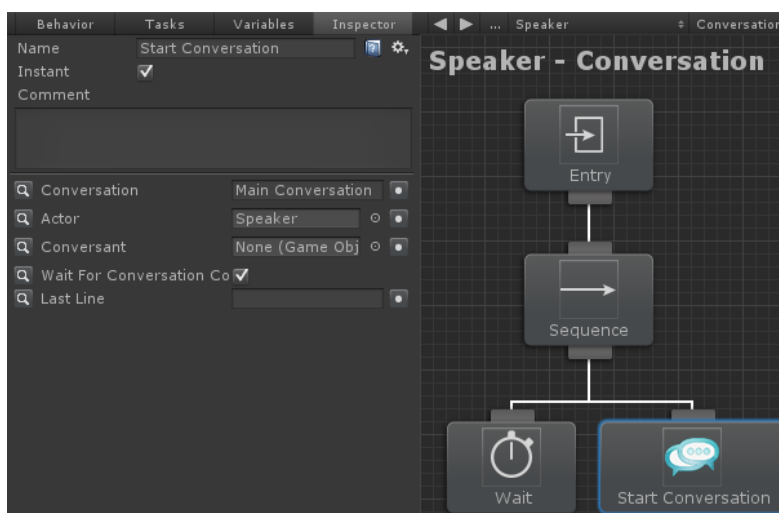 Behavior Tasks Variables Inspector
Name Start Conversation
Instant
Comment
Conversation Main Conversation
Actor Speaker
Conversant None (Game Obj
Wait For Conversation Co
Last Line
... Speaker Conversation
Speaker - Conversation
Entry
Sequence
Wait
Start Conversation